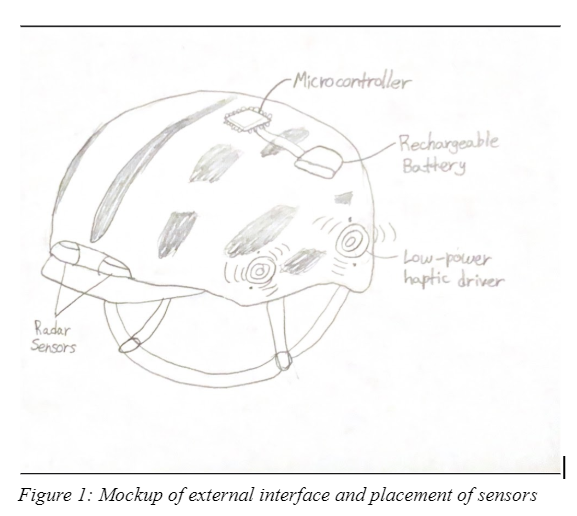 Microcontroller
Rechargeable
Battery
Low-power
haptic driver
Radar
Sensors
Figure 1: Mockup of external interface and placement of sensors